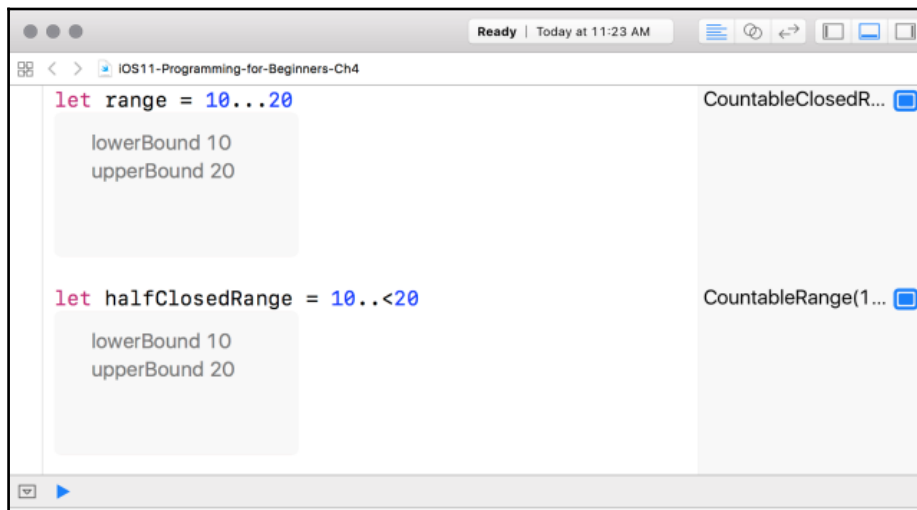 Ready | Today at 11:23 AM
iOS11-Programming-for-Beginners-Ch4
let range = 10...20
CountableClosedR...
lowerBound 10
upperBound 20
let halfClosedRange = 10..<20
CountableRange(1...
lowerBound 10
upperBound 20